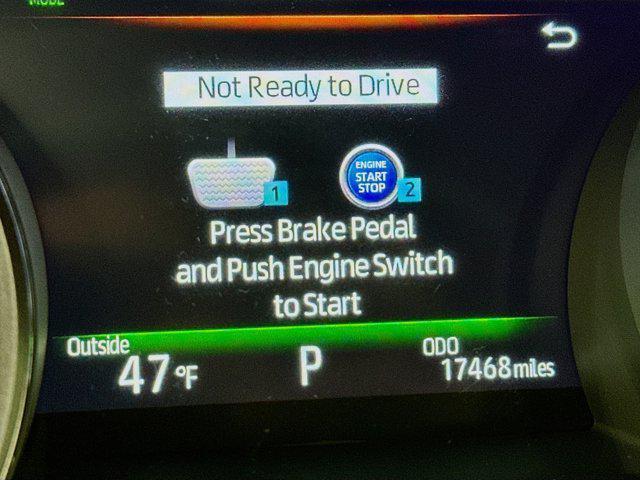 MODE
Not Ready to Drive
ENGINE
START
STOP
1
2
Press Brake Pedal
and Push Engine Switch
to Start
Outside
47°F
P
ODO
17468 miles